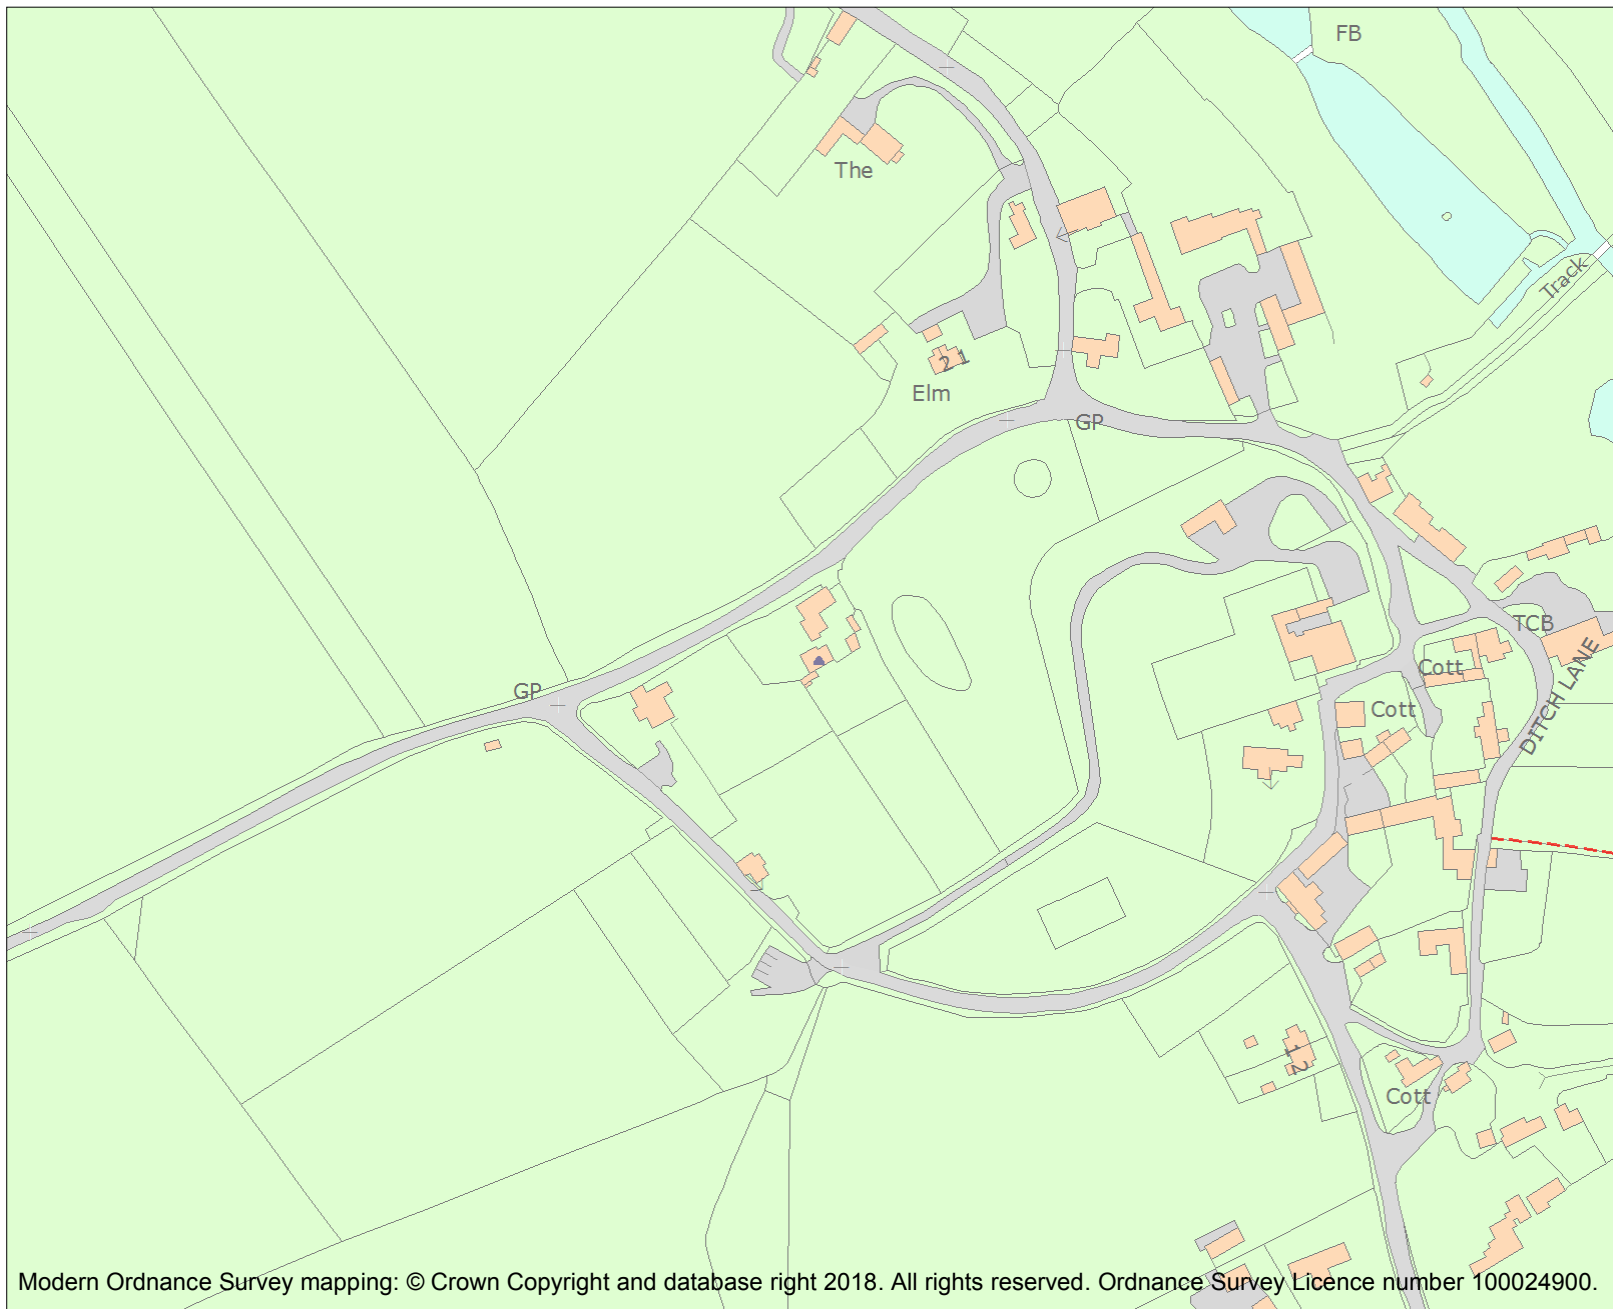 FB
The
Track
2 1
Elm
GP
TCB
Cott
GP
Cott
DITCH LANE
1 2
Cott
Modern Ordnance Survey mapping: © Crown Copyright and database right 2018. All rights reserved. Ordnance Survey Licence number 100024900.